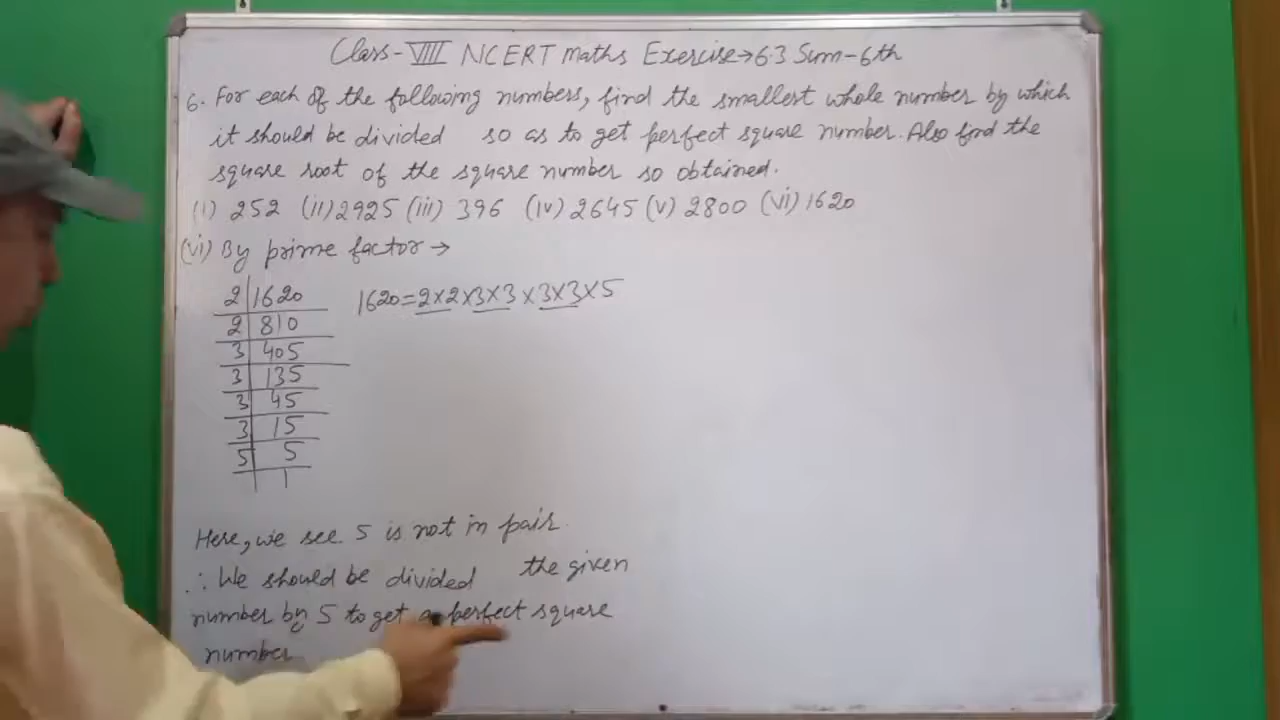 Class-VIII NCERT Maths Exercise→6.3 Sum-6th
6. For each of the following numbers, find the smallest whole number by which
it should be divided so as to get perfect square number. Also find the
square root of the square number so obtained.
(i) 252 (ii) 2925 (iii) 396 (iv) 2645 (v) 2800 (vi) 1620
(vi) By prime factor →
2 | 1620
1620=2×2×3×3×3×3×5
2 | 810
3 | 405
3 | 135
3 | 45
3 | 15
5 | 5
| 1
Here, we see 5 is not in pair.
∴ We should be divided the given
number by 5 to get a perfect square
number